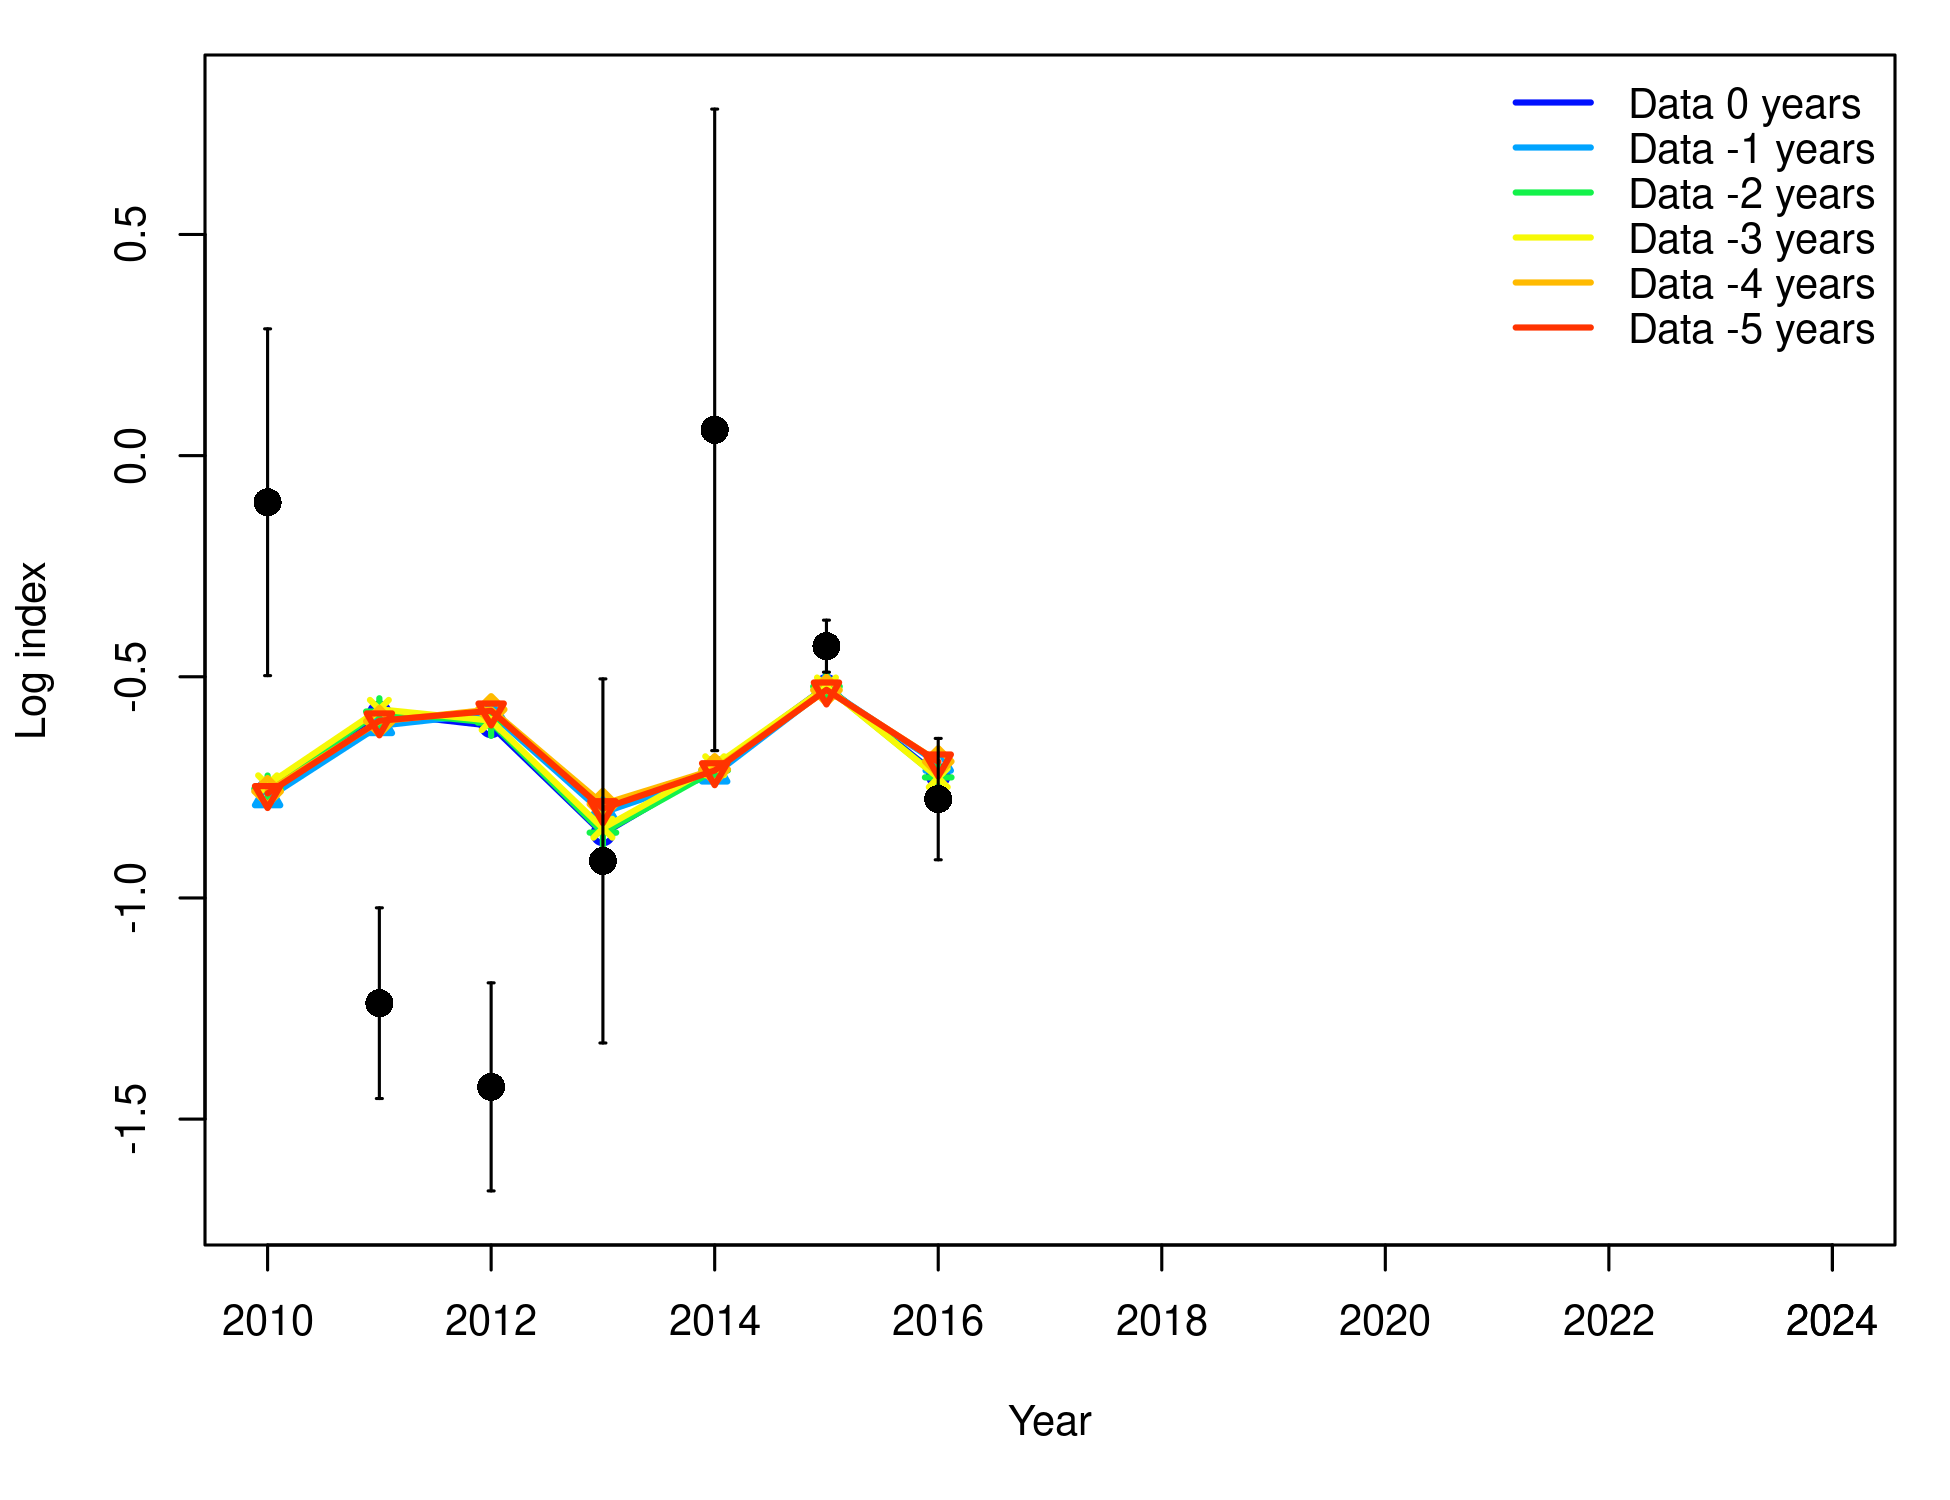 Data 0 years
Data -1 years
Data -2 years
Data -3 years
Data -4 years
Data -5 years
Log index
0.5
0.0
-0.5
-1.0
-1.5
2010 2012 2014 2016 2018 2020 2022 2024
Year